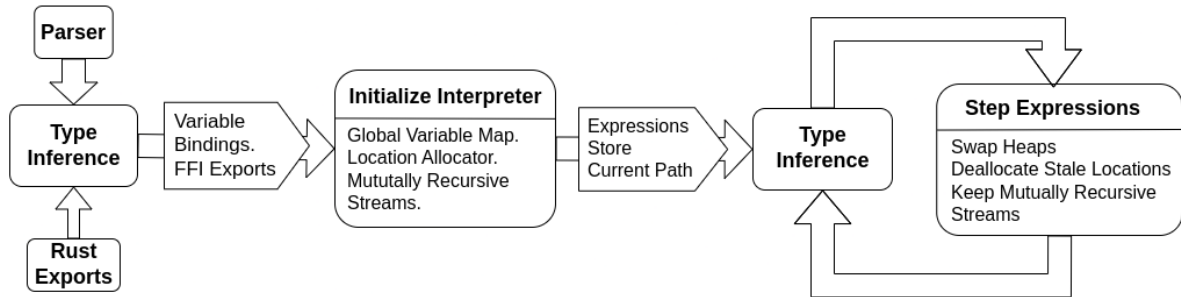 Parser
Type
Inference
Rust
Exports
Variable
Bindings.
FFI Exports
Initialize Interpreter
Global Variable Map.
Location Allocator.
Mututally Recursive
Streams.
Expressions
Store
Current Path
Type
Inference
Step Expressions
Swap Heaps
Deallocate Stale Locations
Keep Mutually Recursive
Streams